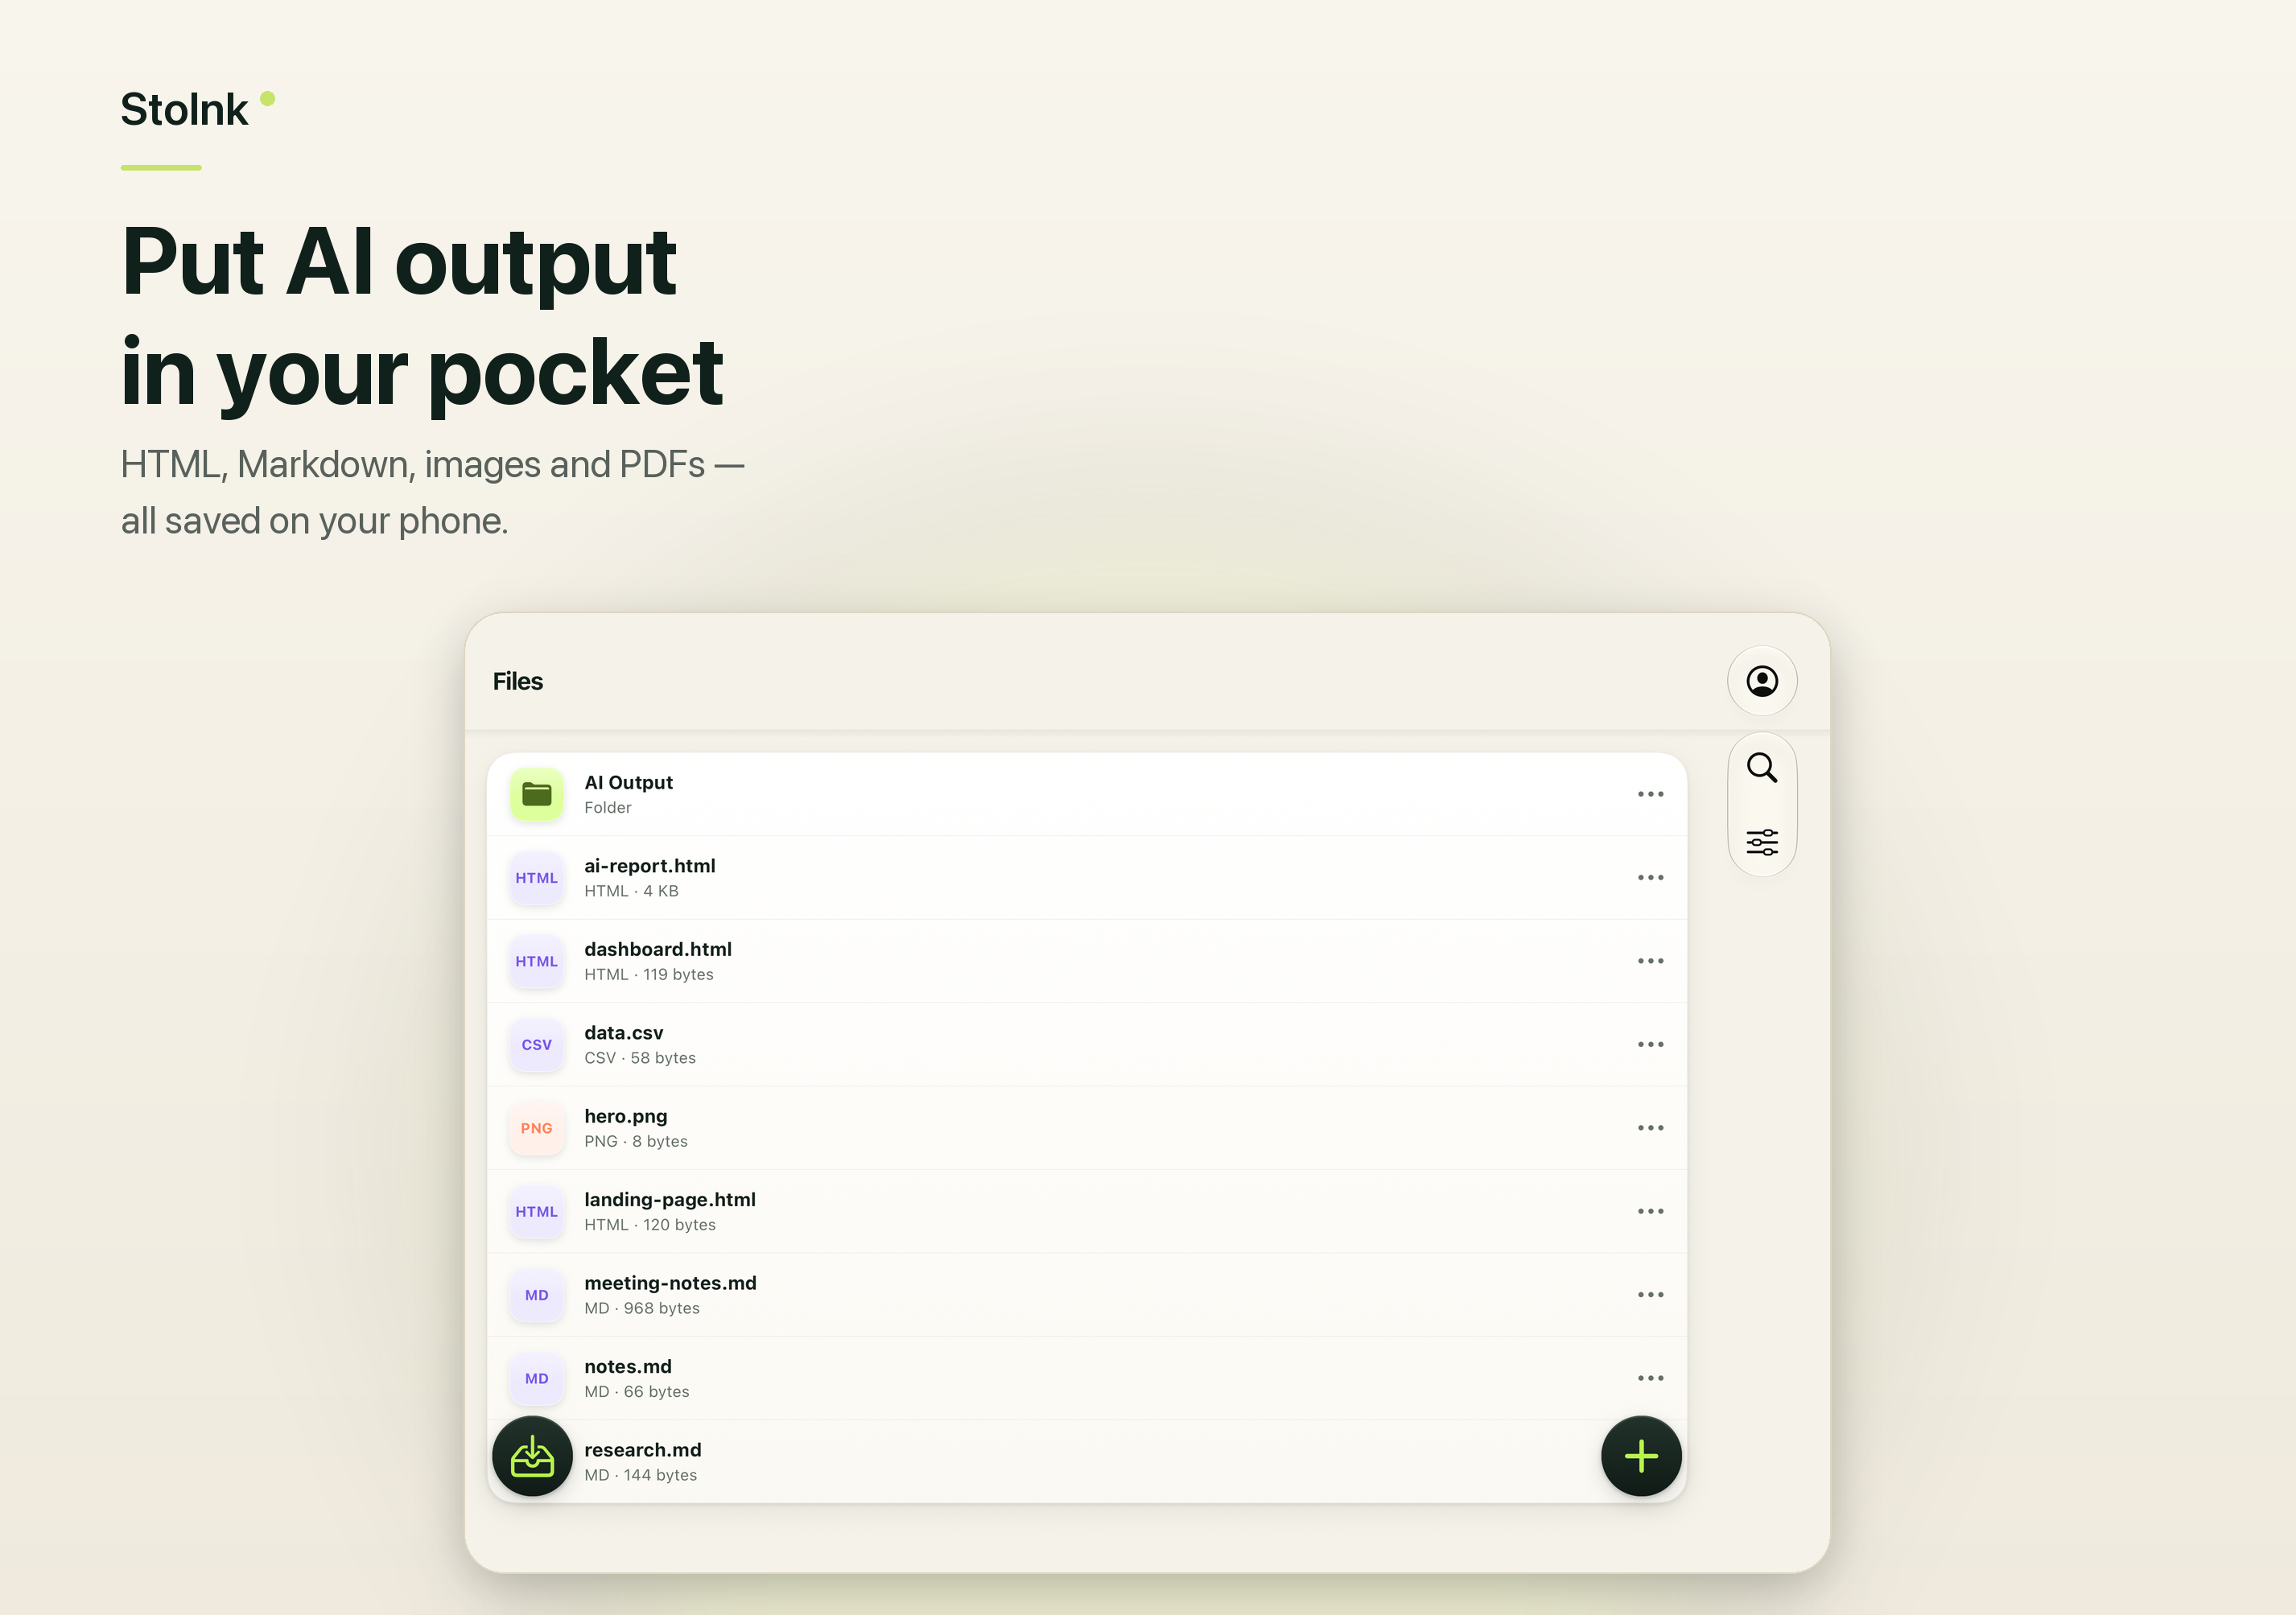 Stolnk
Put AI output
in your pocket
HTML, Markdown, images and PDFs —
all saved on your phone.
Files
AI Output
Folder
HTML
ai-report.html
HTML · 4 KB
HTML
dashboard.html
HTML · 119 bytes
CSV
data.csv
CSV · 58 bytes
PNG
hero.png
PNG · 8 bytes
HTML
landing-page.html
HTML · 120 bytes
MD
meeting-notes.md
MD · 968 bytes
MD
notes.md
MD · 66 bytes
research.md
MD · 144 bytes